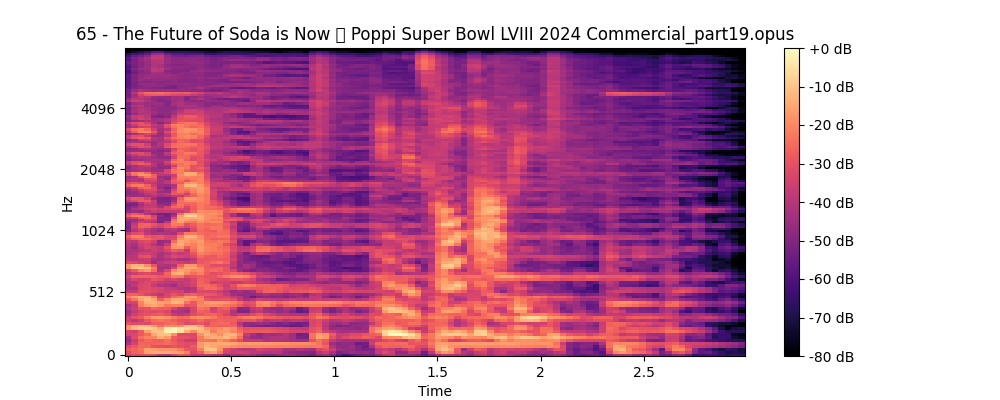 65 - The Future of Soda is Now ▯ Poppi Super Bowl LVIII 2024 Commercial_part19.opus
+0 dB
-10 dB
-20 dB
-30 dB
-40 dB
-50 dB
-60 dB
-70 dB
-80 dB
4096
2048
1024
512
0
Hz
0
0.5
1
1.5
2
2.5
Time